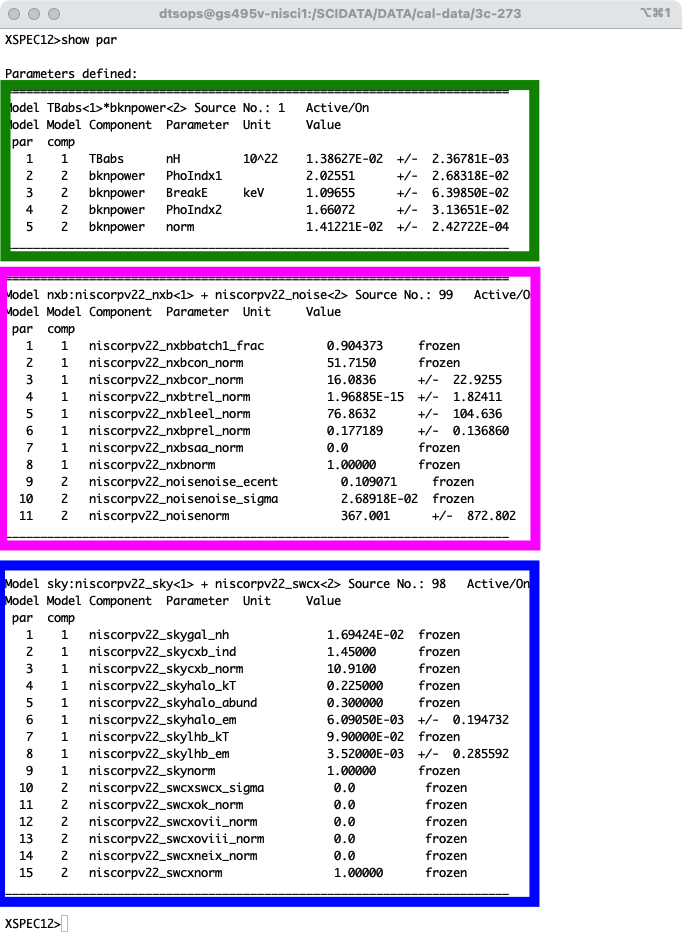 dtsops@gs495v-nisci1:/SCIDATA/DATA/cal-data/3c-273 ⌥⌘1
XSPEC12>show par
Parameters defined:
========================================================================
Model TBabs<1>*bknpower<2> Source No.: 1   Active/On
Model Model Component  Parameter  Unit     Value
par  comp
1    1   TBabs      nH         10^22    1.38627E-02  +/-  2.36781E-03
2    2   bknpower   PhoIndx1            2.02551      +/-  2.68318E-02
3    2   bknpower   BreakE     keV      1.09655      +/-  6.39850E-02
4    2   bknpower   PhoIndx2            1.66072      +/-  3.13651E-02
5    2   bknpower   norm                1.41221E-02  +/-  2.42722E-04
________________________________________________________________________
========================================================================
Model nxb:niscorpv22_nxb<1> + niscorpv22_noise<2> Source No.: 99   Active/O
Model Model Component  Parameter  Unit     Value
par  comp
1    1   niscorpv22_nxbbatch1_frac         0.904373     frozen
2    1   niscorpv22_nxbcon_norm            51.7150      frozen
3    1   niscorpv22_nxbcor_norm            16.0836      +/-  22.9255
4    1   niscorpv22_nxbtrel_norm           1.96885E-15  +/-  1.82411
5    1   niscorpv22_nxbleel_norm           76.8632      +/-  104.636
6    1   niscorpv22_nxbprel_norm           0.177189     +/-  0.136860
7    1   niscorpv22_nxbsaa_norm            0.0          frozen
8    1   niscorpv22_nxbnorm                1.00000      frozen
9    2   niscorpv22_noisenoise_ecent         0.109071     frozen
10    2   niscorpv22_noisenoise_sigma         2.68918E-02  frozen
11    2   niscorpv22_noisenorm                367.001      +/-  872.802
________________________________________________________________________
Model sky:niscorpv22_sky<1> + niscorpv22_swcx<2> Source No.: 98   Active/On
Model Model Component  Parameter  Unit     Value
par  comp
1    1   niscorpv22_skygal_nh              1.69424E-02  frozen
2    1   niscorpv22_skycxb_ind             1.45000      frozen
3    1   niscorpv22_skycxb_norm            10.9100      frozen
4    1   niscorpv22_skyhalo_kT             0.225000     frozen
5    1   niscorpv22_skyhalo_abund          0.300000     frozen
6    1   niscorpv22_skyhalo_em             6.09050E-03  +/-  0.194732
7    1   niscorpv22_skylhb_kT              9.90000E-02  frozen
8    1   niscorpv22_skylhb_em              3.52000E-03  +/-  0.285592
9    1   niscorpv22_skynorm                1.00000      frozen
10    2   niscorpv22_swcxswcx_sigma          0.0          frozen
11    2   niscorpv22_swcxok_norm             0.0          frozen
12    2   niscorpv22_swcxovii_norm           0.0          frozen
13    2   niscorpv22_swcxoviii_norm          0.0          frozen
14    2   niscorpv22_swcxneix_norm           0.0          frozen
15    2   niscorpv22_swcxnorm                1.00000      frozen
________________________________________________________________________
XSPEC12>